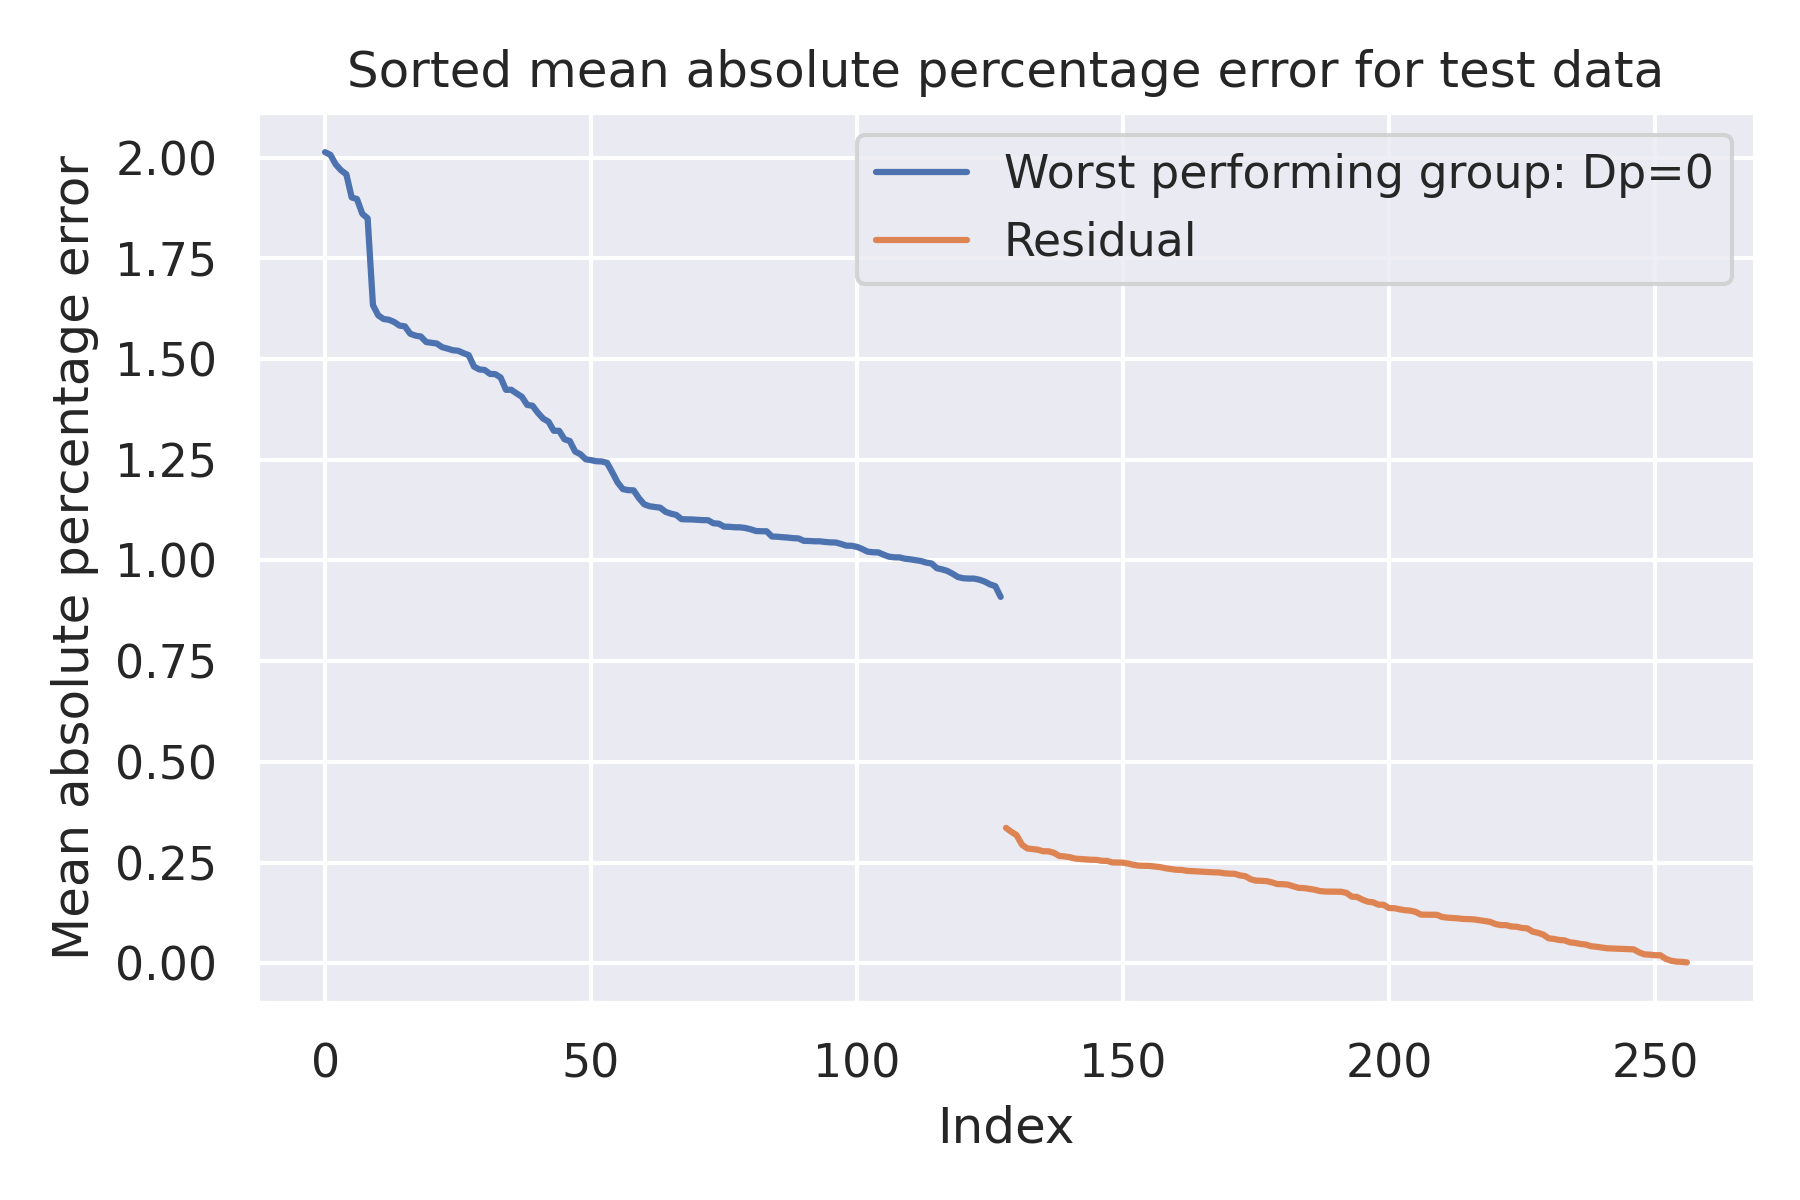 Sorted mean absolute percentage error for test data
Worst performing group: Dp=0
Residual
Mean absolute percentage error
2.00
1.75
1.50
1.25
1.00
0.75
0.50
0.25
0.00
0 50 100 150 200 250
Index